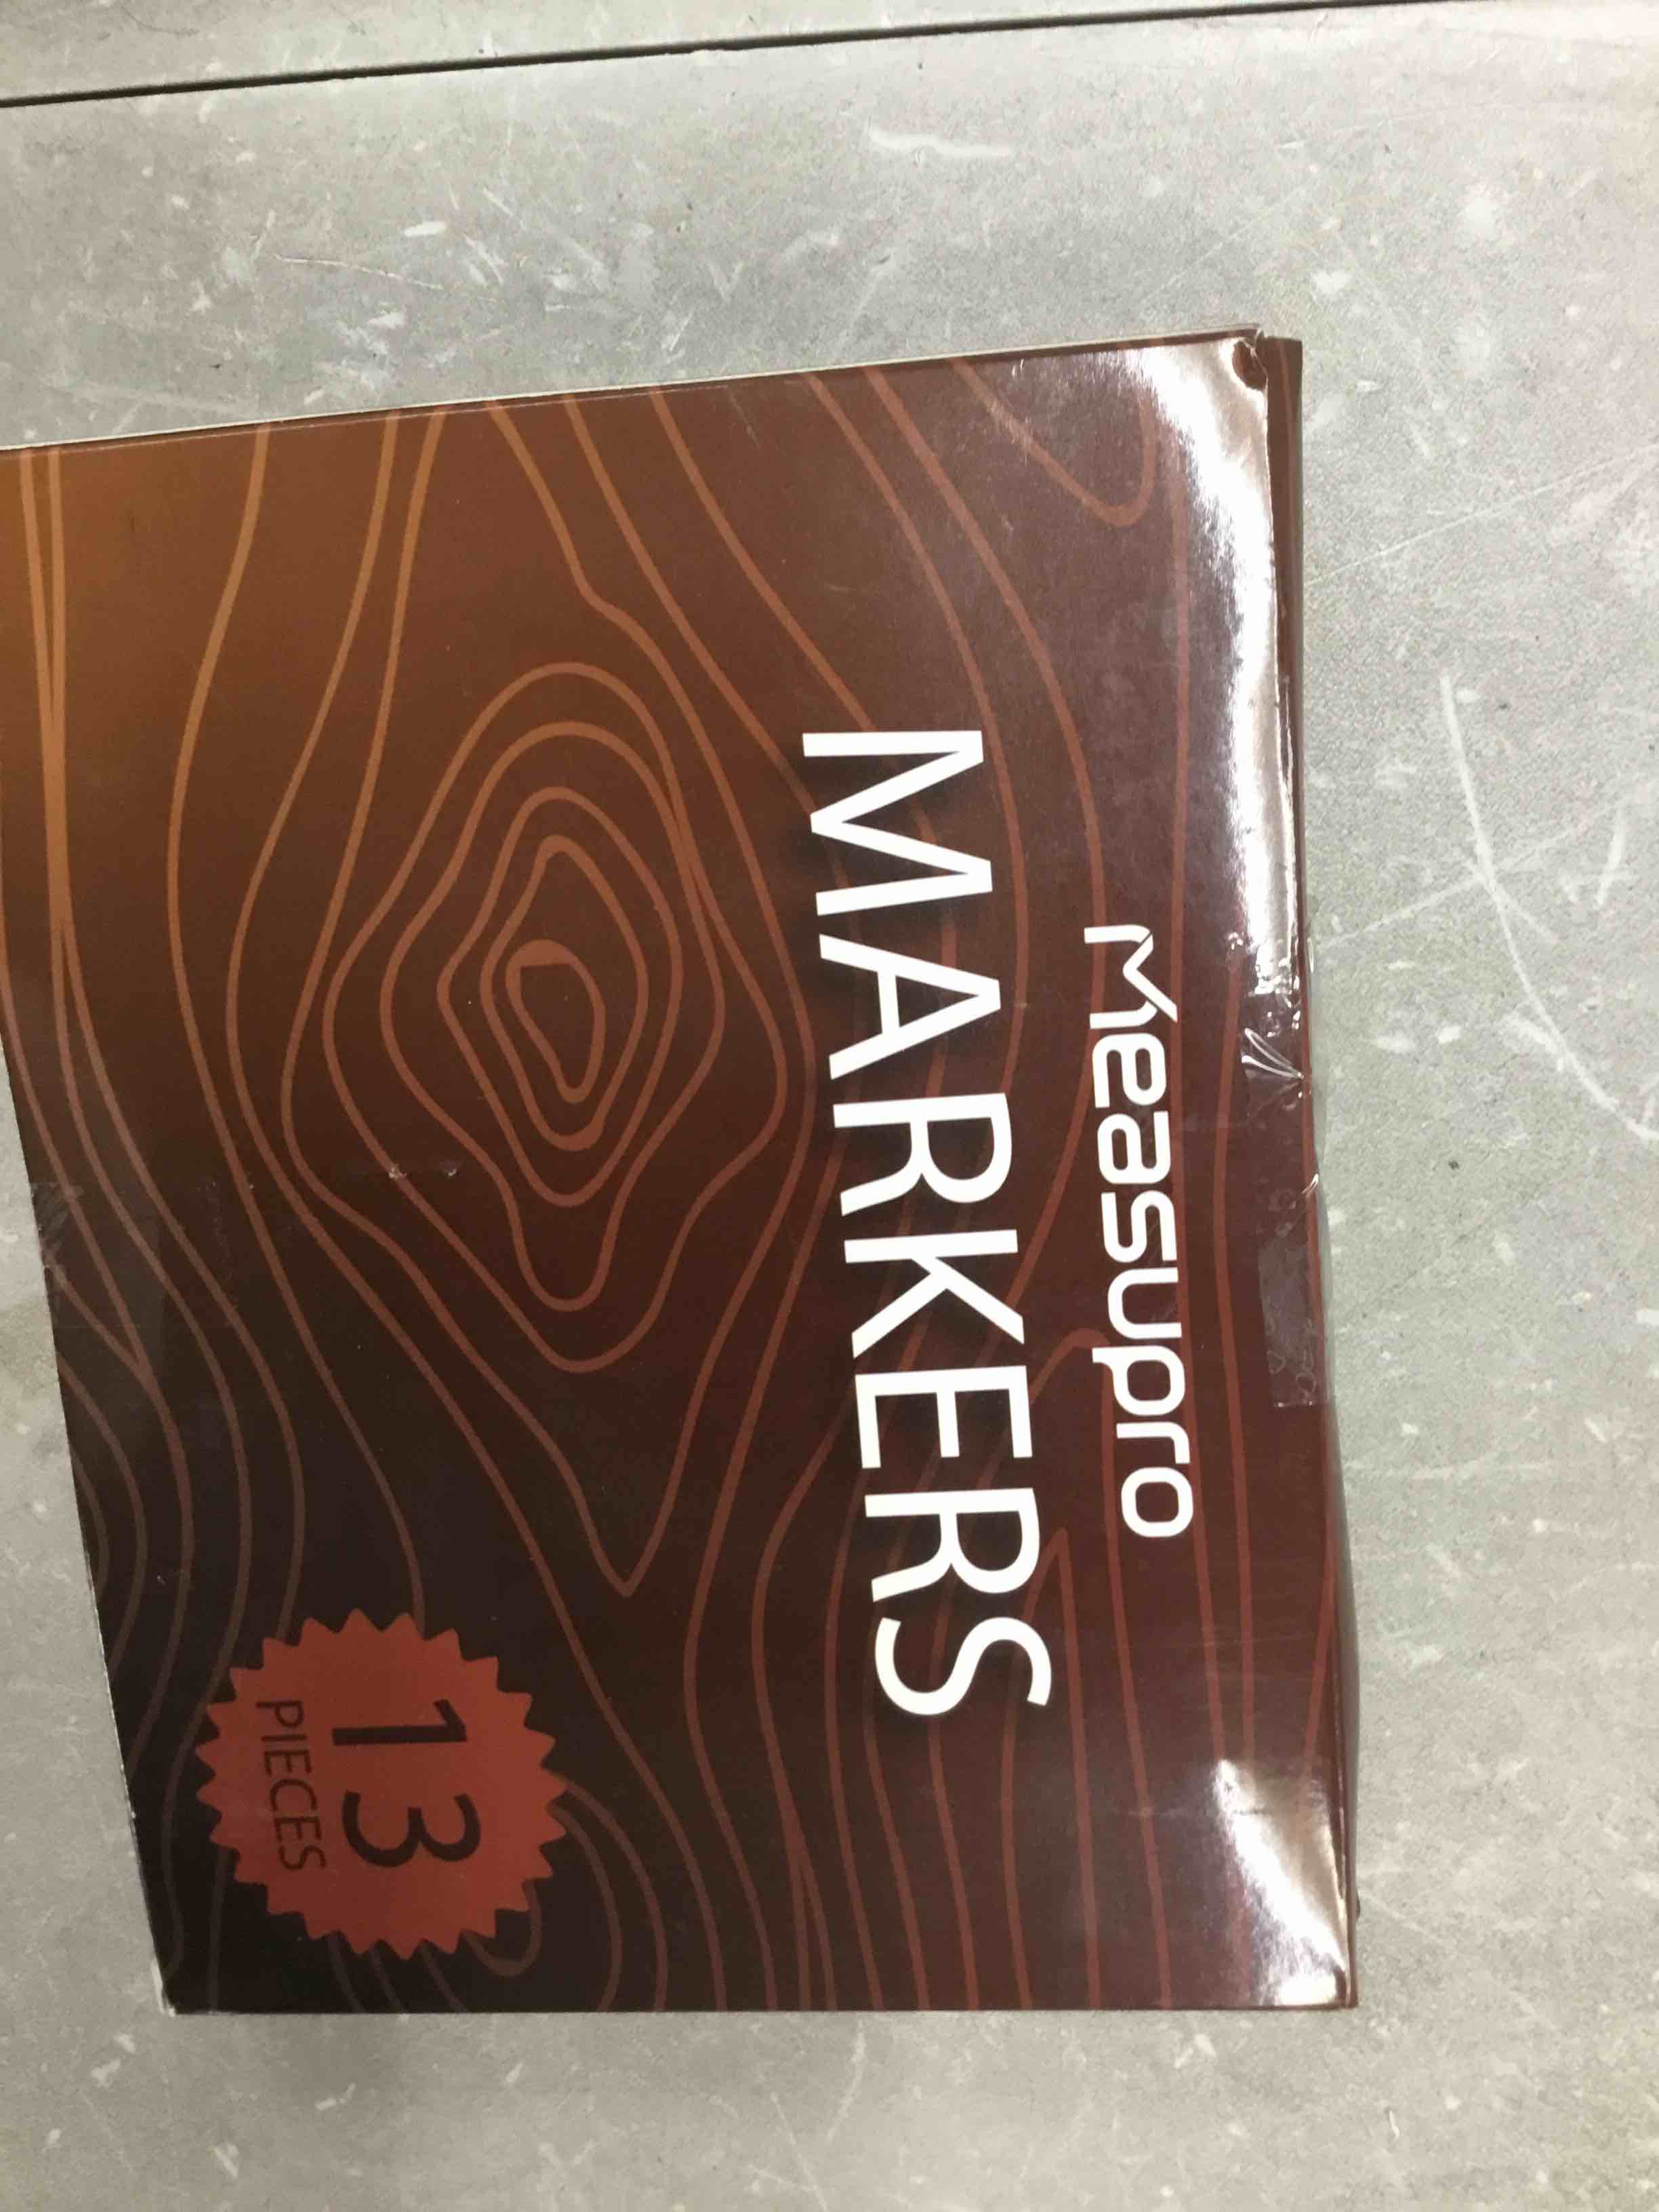 Measupro
MARKERS
13
PIECES